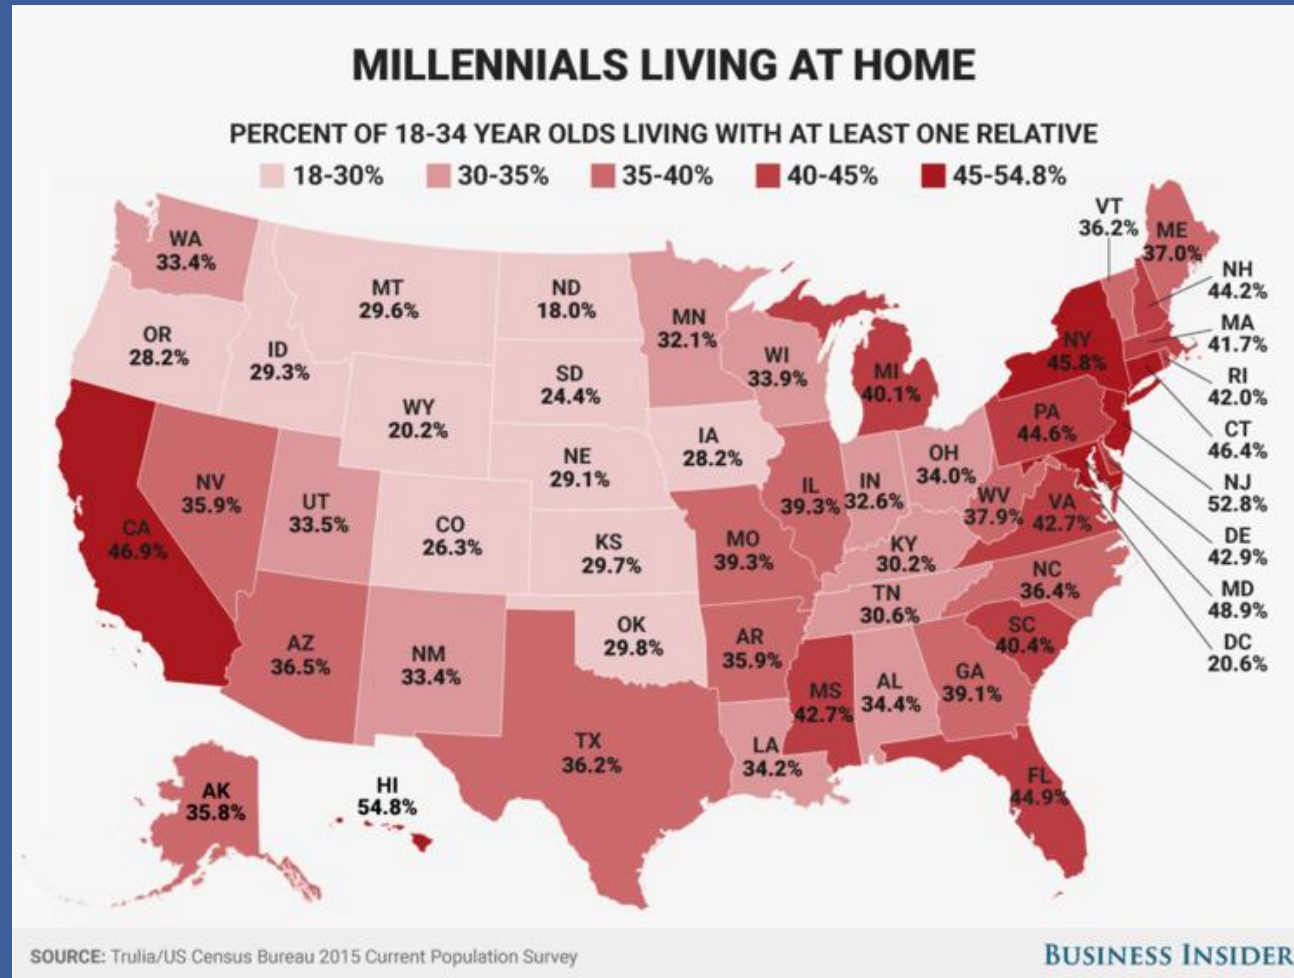 MILLENNIALS LIVING AT HOME
PERCENT OF 18-34 YEAR OLDS LIVING WITH AT LEAST ONE RELATIVE
18-30% 30-35% 35-40% 40-45% 45-54.8%
WA
33.4%
OR
28.2%
ID
29.3%
MT
29.6%
ND
18.0%
MN
32.1%
SD
24.4%
WY
20.2%
WI
33.9%
MI
40.1%
NY
45.8%
VT
36.2%
ME
37.0%
NH
44.2%
MA
41.7%
RI
42.0%
CT
46.4%
NJ
52.8%
DE
42.9%
MD
48.9%
DC
20.6%
PA
44.6%
IA
28.2%
NE
29.1%
OH
34.0%
IN
32.6%
IL
39.3%
WV
37.9%
VA
42.7%
NV
35.9%
UT
33.5%
CO
26.3%
CA
46.9%
KS
29.7%
MO
39.3%
KY
30.2%
NC
36.4%
TN
30.6%
SC
40.4%
AZ
36.5%
NM
33.4%
OK
29.8%
AR
35.9%
MS
42.7%
AL
34.4%
GA
39.1%
TX
36.2%
LA
34.2%
FL
44.9%
AK
35.8%
HI
54.8%
SOURCE: Trulia/US Census Bureau 2015 Current Population Survey
BUSINESS INSIDER